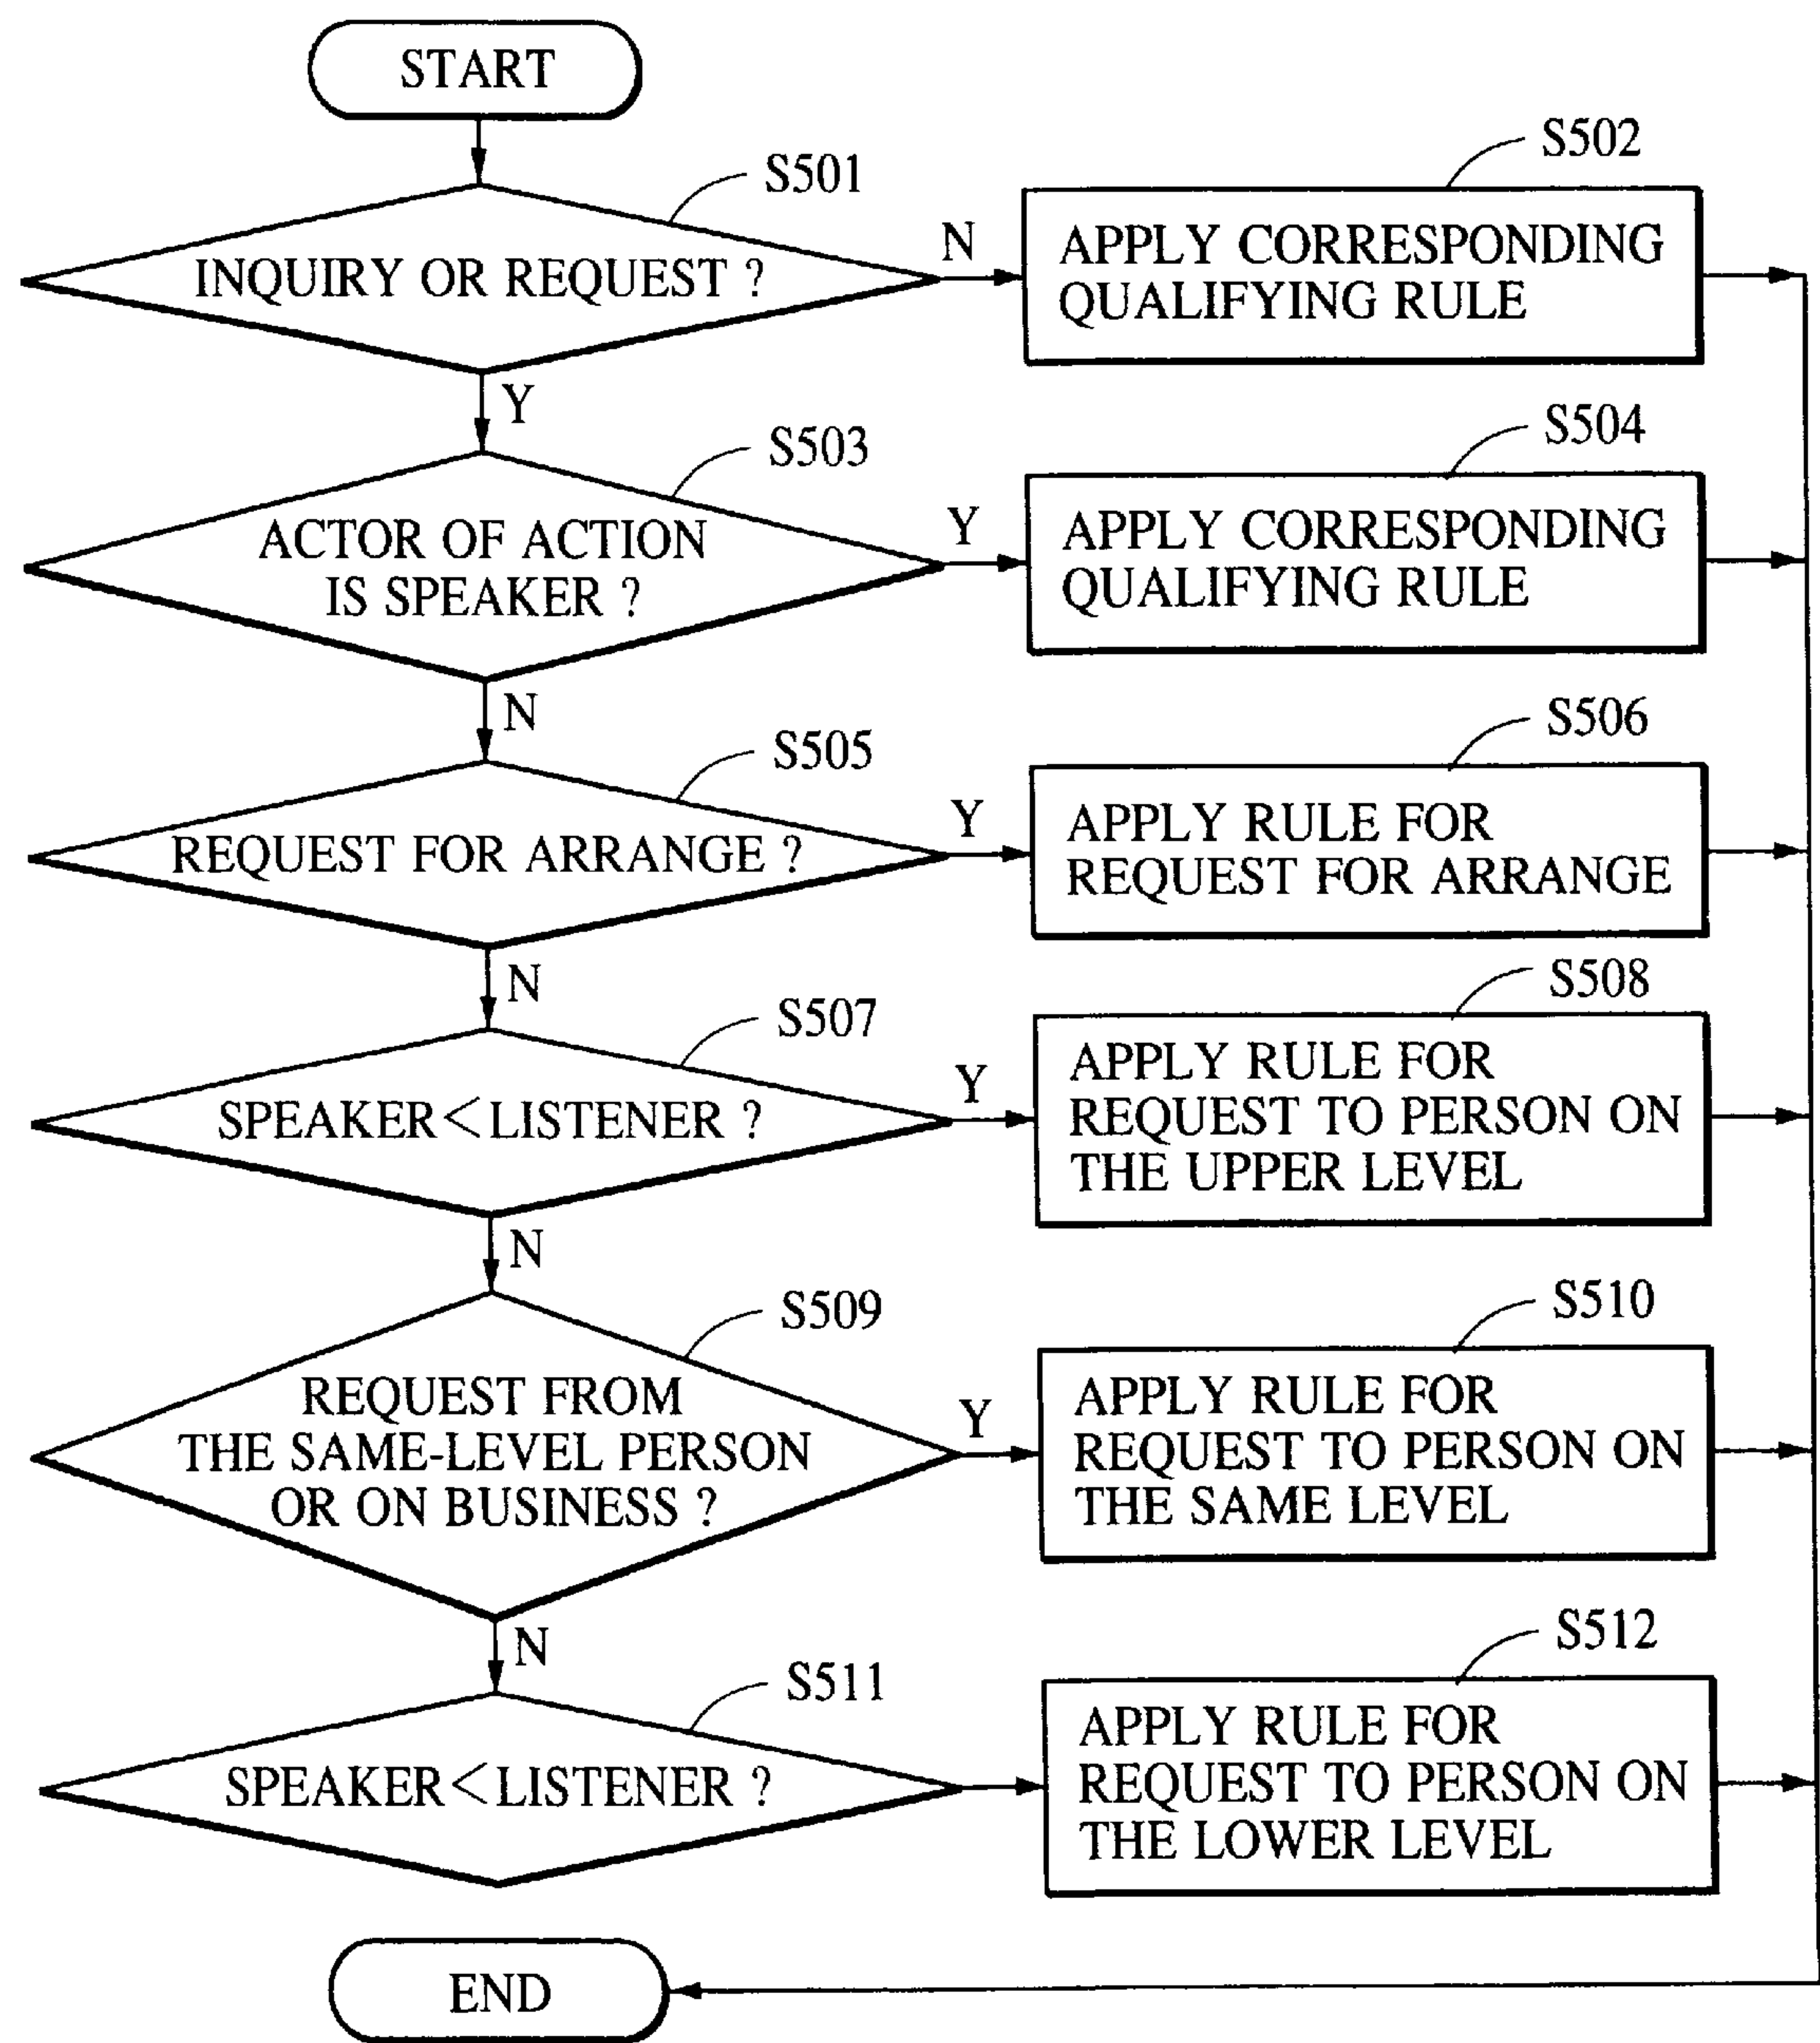 START
S501
INQUIRY OR REQUEST ?
N
S502
APPLY CORRESPONDING
QUALIFYING RULE
Y
S503
ACTOR OF ACTION
IS SPEAKER ?
Y
S504
APPLY CORRESPONDING
QUALIFYING RULE
N
S505
REQUEST FOR ARRANGE ?
Y
S506
APPLY RULE FOR
REQUEST FOR ARRANGE
N
S507
SPEAKER<LISTENER ?
Y
S508
APPLY RULE FOR
REQUEST TO PERSON ON
THE UPPER LEVEL
N
S509
REQUEST FROM
THE SAME-LEVEL PERSON
OR ON BUSINESS ?
Y
S510
APPLY RULE FOR
REQUEST TO PERSON ON
THE SAME LEVEL
N
S511
SPEAKER<LISTENER ?
S512
APPLY RULE FOR
REQUEST TO PERSON ON
THE LOWER LEVEL
END